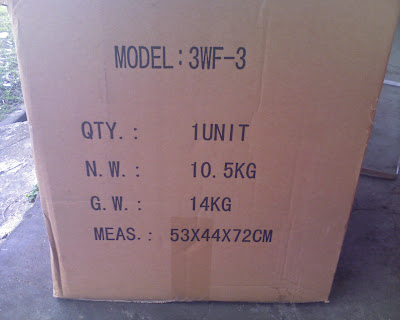 MODEL: 3WF-3
QTY.: 1UNIT
N.W.: 10.5KG
G.W.: 14KG
MEAS.: 53X44X72CM